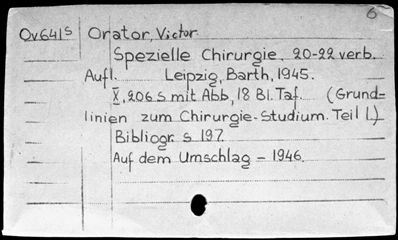 6
Ov641s Orator, Victor
Spezielle Chirurgie, 20-22 verb.
Aufl. Leipzig, Barth, 1945.
X, 206 S mit Abb, 18 Bl. Taf. (Grund-
linien zum Chirurgie-Studium. Teil 1.)
Bibliogr. s 197.
Auf dem Umschlag - 1946.